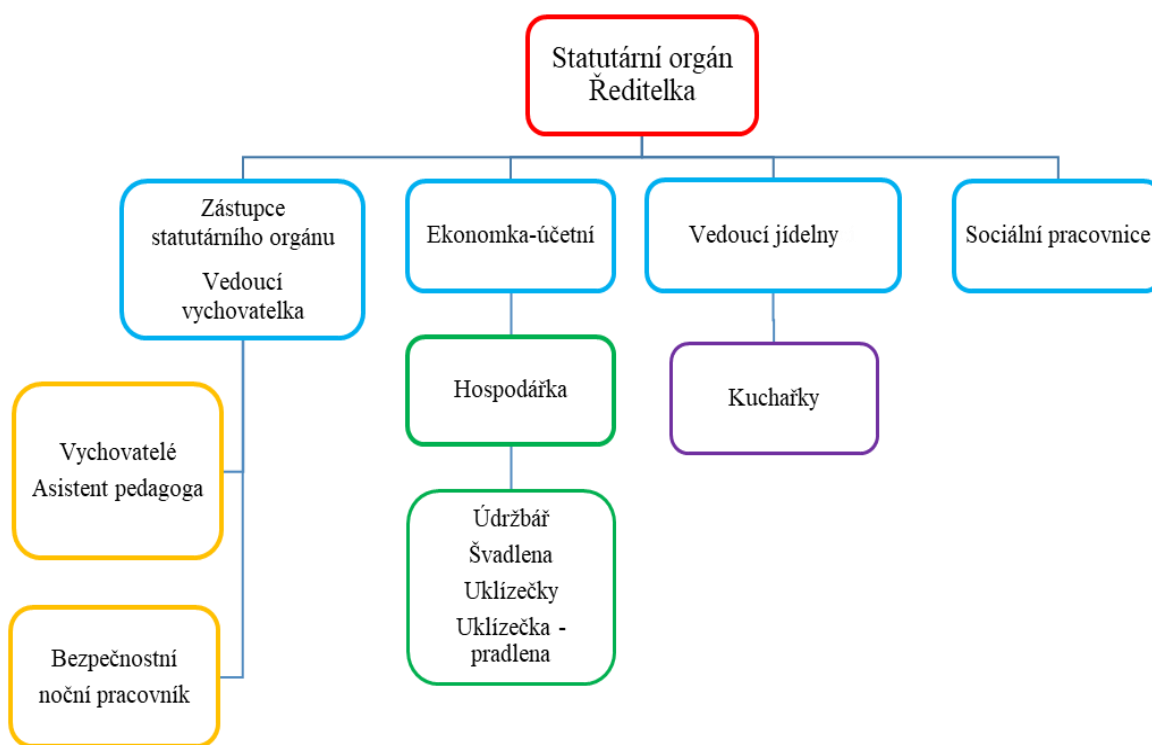 Statutární orgán
Ředitelka
Zástupce
statutárního orgánu
Vedoucí
vychovatelka
Ekonomka-účetní
Vedoucí jídelny
Sociální pracovnice
Hospodářka
Kuchařky
Vychovatelé
Asistent pedagoga
Údržbář
Švadlena
Uklízečky
Uklízečka -
pradlena
Bezpečnostní
noční pracovník